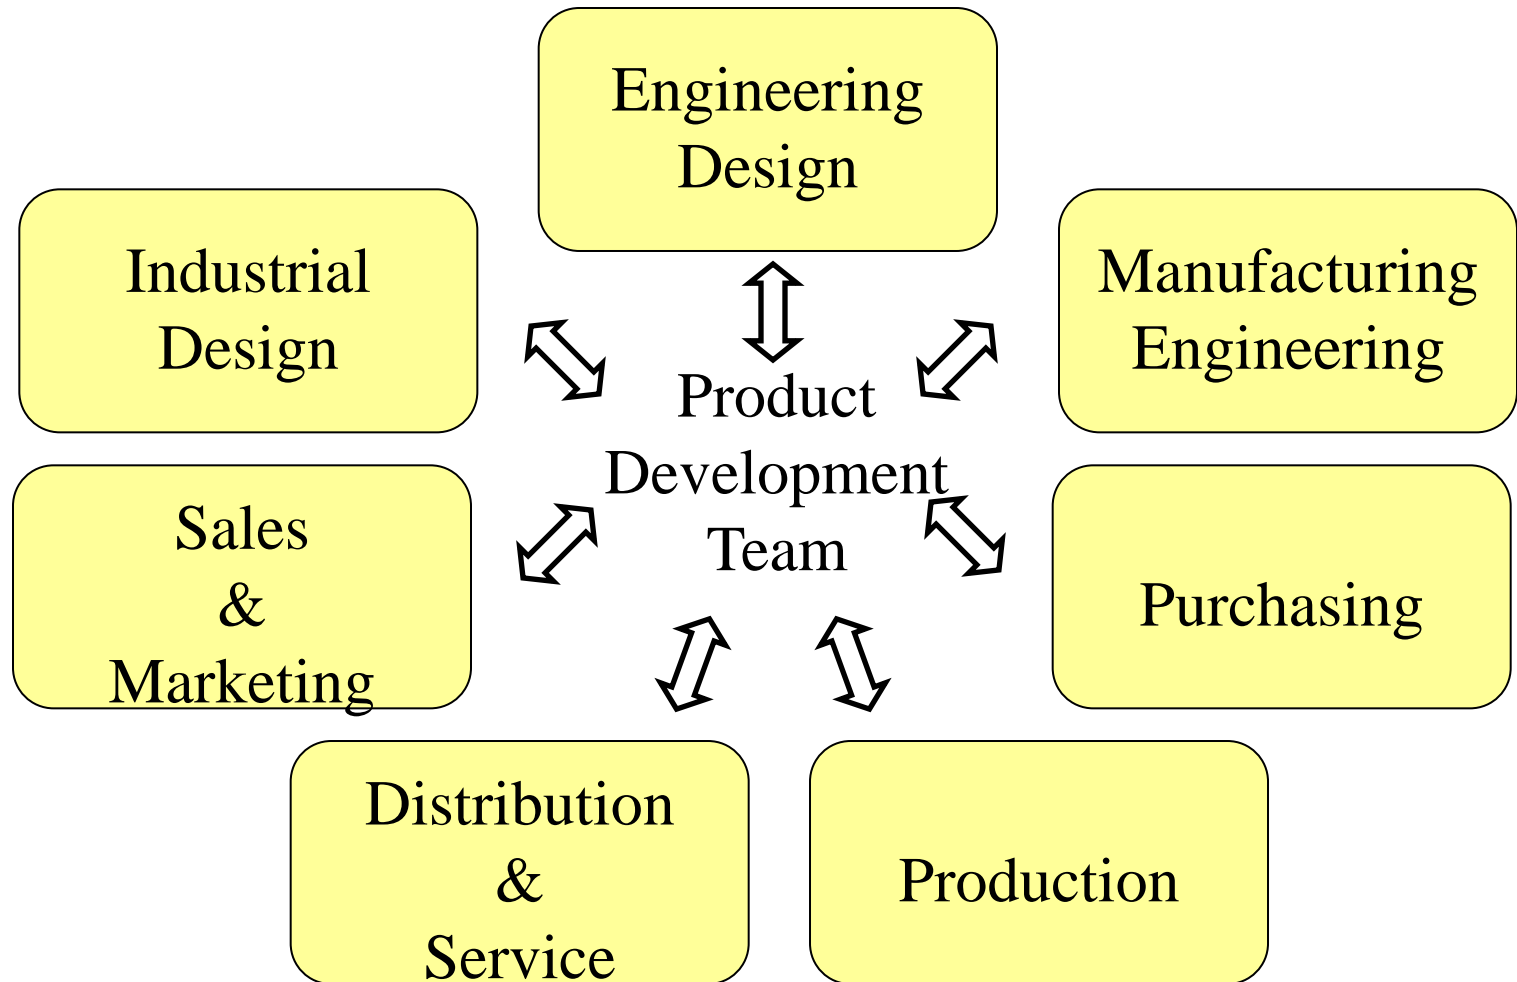 Engineering
Design
Industrial
Design
Manufacturing
Engineering
Product
Development
Team
Sales
&
Marketing
Purchasing
Distribution
&
Service
Production